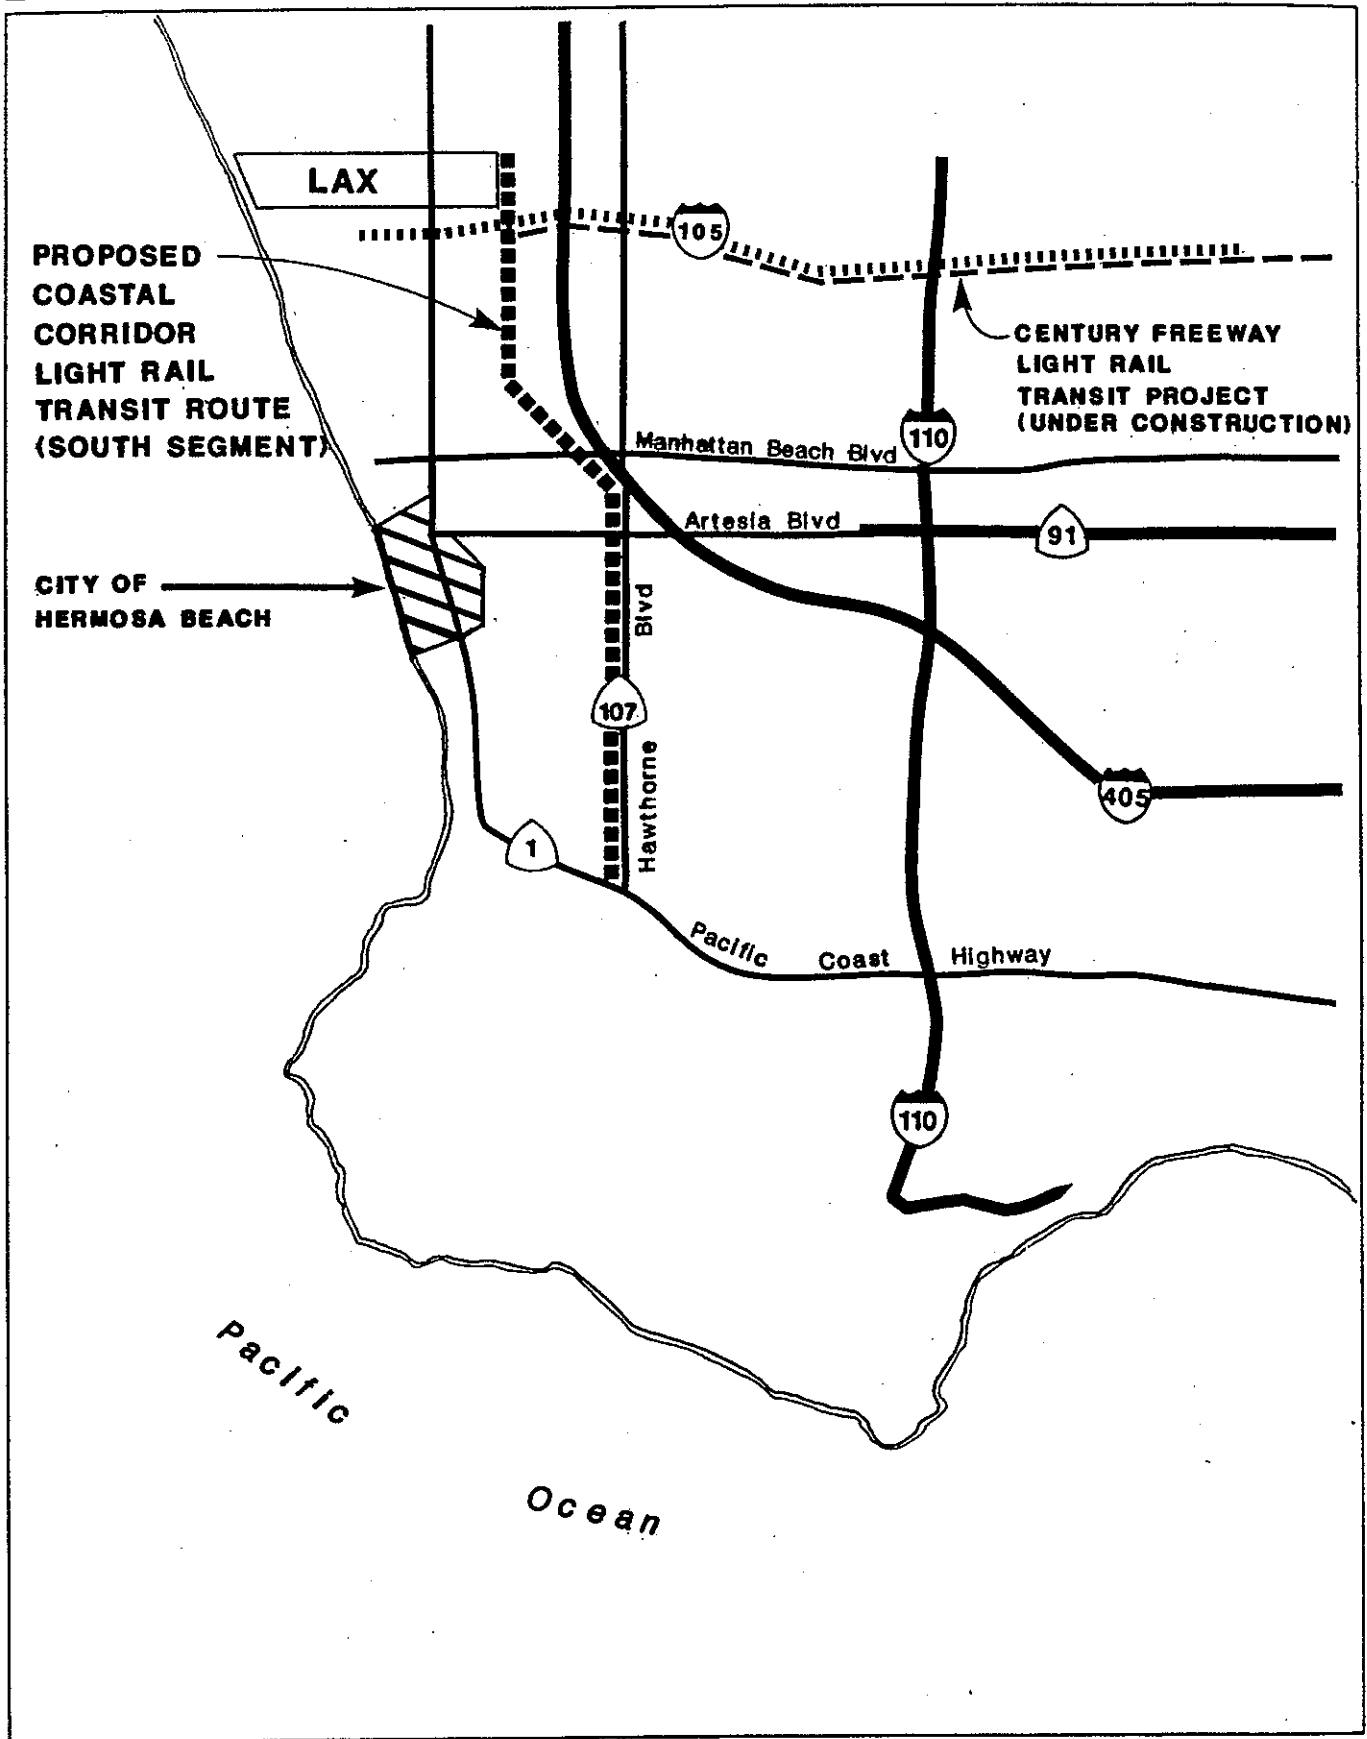 LAX
105
PROPOSED
COASTAL
CORRIDOR
LIGHT RAIL
TRANSIT ROUTE
(SOUTH SEGMENT)
CENTURY FREEWAY
LIGHT RAIL
TRANSIT PROJECT
(UNDER CONSTRUCTION)
110
Manhattan Beach Blvd
Artesia Blvd
91
CITY OF
HERMOSA BEACH
Hawthorne Blvd
107
405
1
Pacific Coast Highway
110
Pacific
Ocean